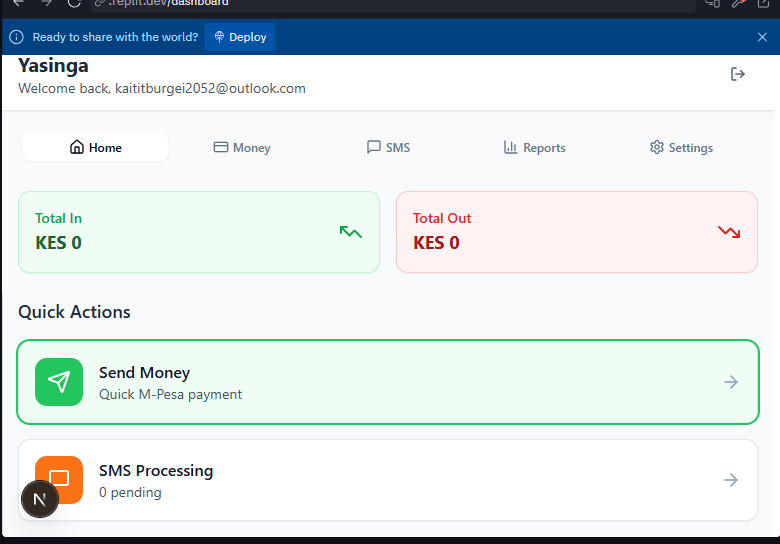 .replit.dev/dashboard
Ready to share with the world? Deploy
Yasinga
Welcome back, kaititburgei2052@outlook.com
Home Money SMS Reports Settings
Total In
KES 0
Total Out
KES 0
Quick Actions
Send Money
Quick M-Pesa payment
SMS Processing
0 pending
N